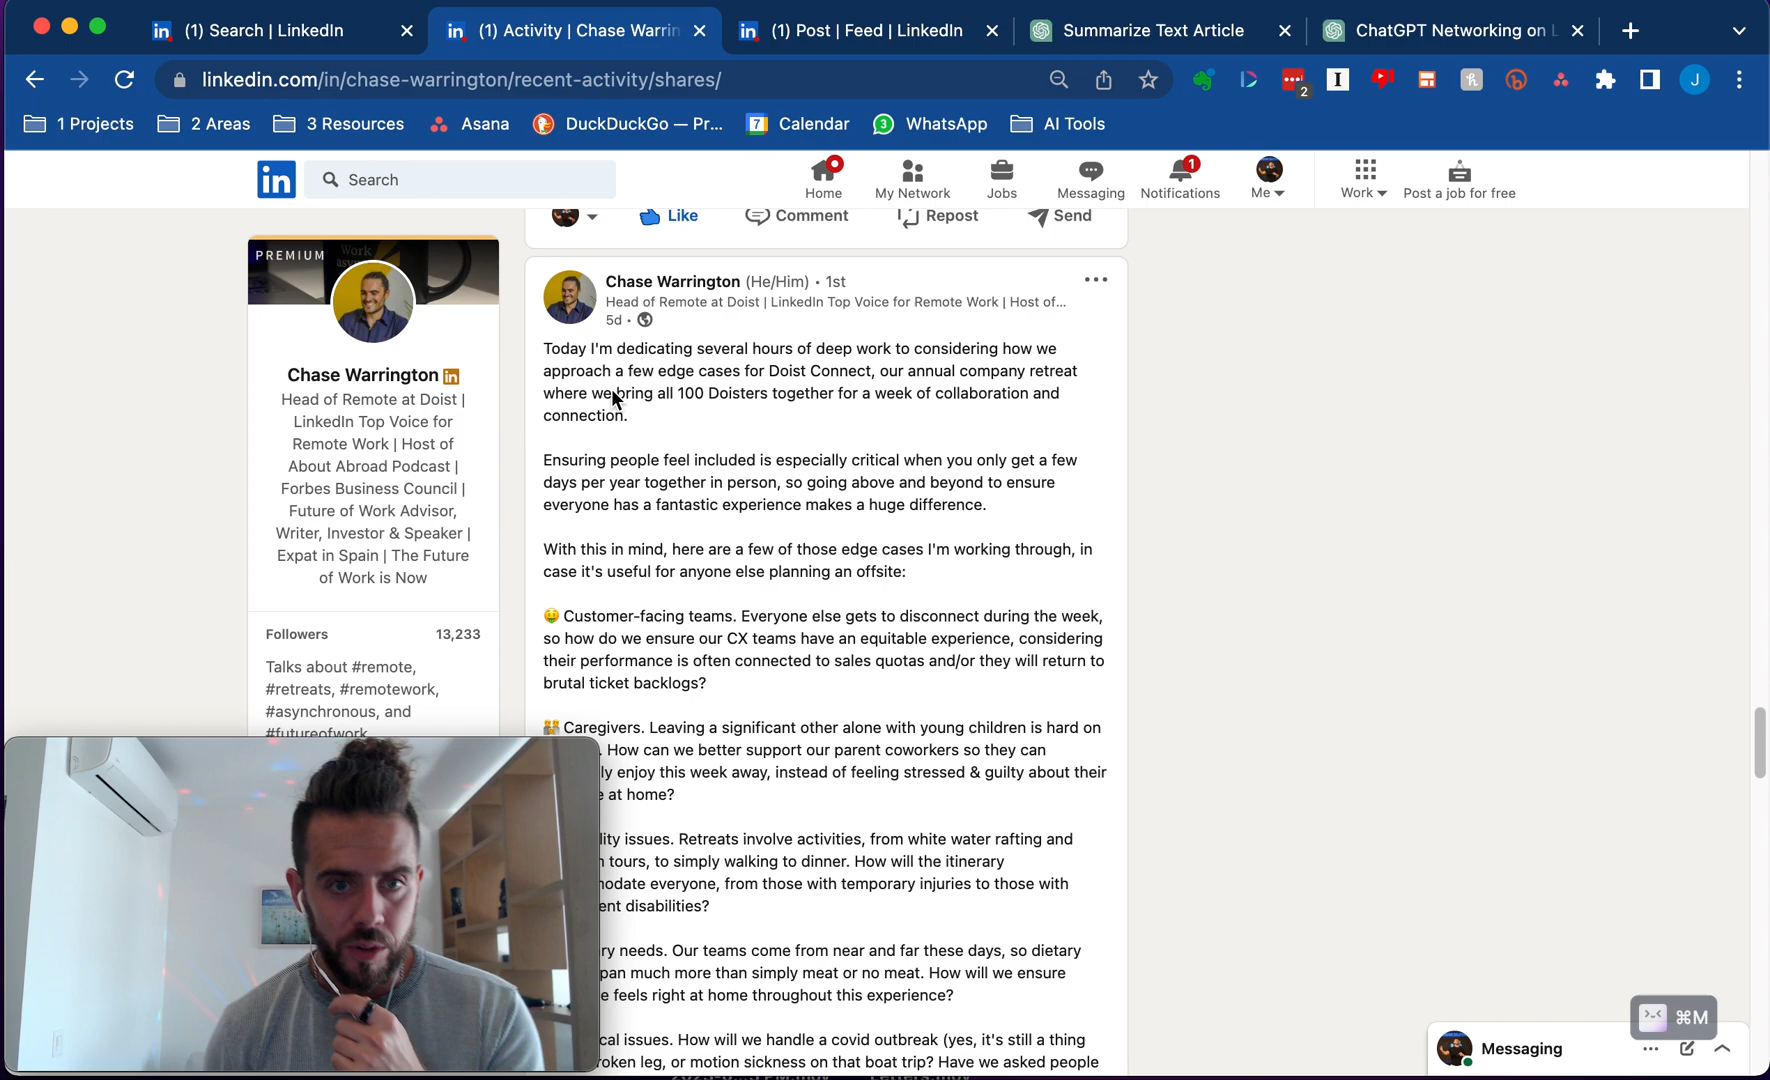 (1) Search | LinkedIn
(1) Activity | Chase Warrin
(1) Post | Feed | LinkedIn
Summarize Text Article
ChatGPT Networking on L
linkedin.com/in/chase-warrington/recent-activity/shares/
2
J
1 Projects
2 Areas
3 Resources
Asana
DuckDuckGo — Pr...
7
Calendar
3
WhatsApp
AI Tools
in
Search
Home
My Network
Jobs
Messaging
1
Notifications
Me
Work
Post a job for free
Like
Comment
Repost
Send
PREMIUM
Work
Chase Warrington in
Head of Remote at Doist |
LinkedIn Top Voice for
Remote Work | Host of
About Abroad Podcast |
Forbes Business Council |
Future of Work Advisor,
Writer, Investor & Speaker |
Expat in Spain | The Future
of Work is Now
Followers 13,233
Talks about #remote,
#retreats, #remotework,
#asynchronous, and
#futureofwork
Chase Warrington (He/Him) • 1st
Head of Remote at Doist | LinkedIn Top Voice for Remote Work | Host of...
5d •
Today I'm dedicating several hours of deep work to considering how we
approach a few edge cases for Doist Connect, our annual company retreat
where we bring all 100 Doisters together for a week of collaboration and
connection.
Ensuring people feel included is especially critical when you only get a few
days per year together in person, so going above and beyond to ensure
everyone has a fantastic experience makes a huge difference.
With this in mind, here are a few of those edge cases I'm working through, in
case it's useful for anyone else planning an offsite:
🤑 Customer-facing teams. Everyone else gets to disconnect during the week,
so how do we ensure our CX teams have an equitable experience, considering
their performance is often connected to sales quotas and/or they will return to
brutal ticket backlogs?
Caregivers. Leaving a significant other alone with young children is hard on
. How can we better support our parent coworkers so they can
ly enjoy this week away, instead of feeling stressed & guilty about their
e at home?
lity issues. Retreats involve activities, from white water rafting and
tours, to simply walking to dinner. How will the itinerary
nodate everyone, from those with temporary injuries to those with
ent disabilities?
ry needs. Our teams come from near and far these days, so dietary
pan much more than simply meat or no meat. How will we ensure
e feels right at home throughout this experience?
cal issues. How will we handle a covid outbreak (yes, it's still a thing
roken leg, or motion sickness on that boat trip? Have we asked people
⌘M
Messaging